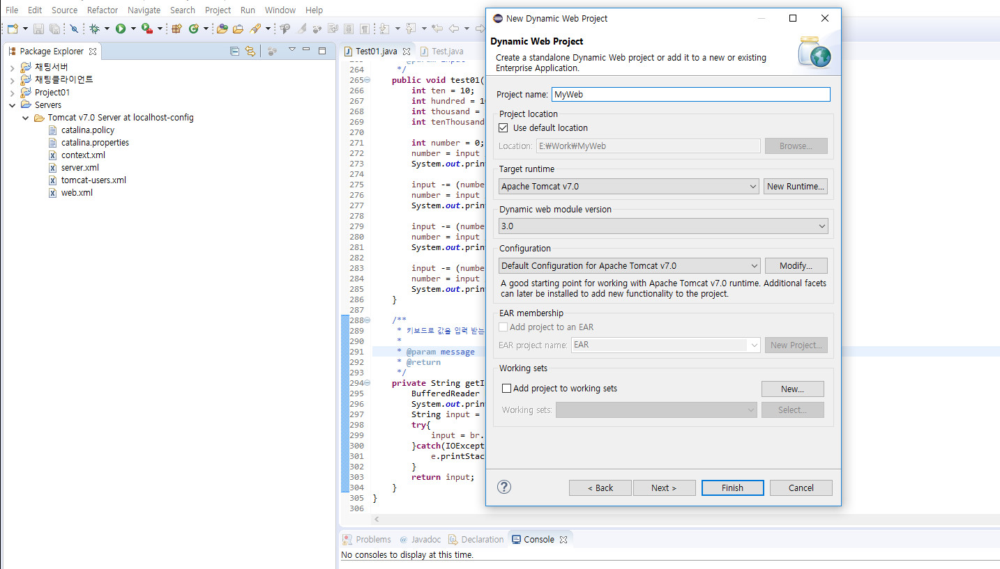 File Edit Source Refactor Navigate Search Project Run Window Help
Package Explorer
채팅서버
채팅클라이언트
Project01
Servers
Tomcat v7.0 Server at localhost-config
catalina.policy
catalina.properties
context.xml
server.xml
tomcat-users.xml
web.xml
Test01.java Test.java
264 */
265 public void test01(
266 int ten = 10;
267 int hundred = 1
268 int thousand =
269 int tenThousand
270
271 int number = 0;
272 number = input
273 System.out.prin
274
275 input -= (numbe
276 number = input
277 System.out.prin
278
279 input -= (numbe
280 number = input
281 System.out.prin
282
283 input -= (numbe
284 number = input
285 System.out.prin
286 }
287
288 /**
289 * 키보드로 값을 입력 받는
290 *
291 * @param message
292 * @return
293 */
294 private String getI
295 BufferedReader
296 System.out.prin
297 String input =
298 try{
299 input = br.
300 }catch(IOExcept
301 e.printStac
302 }
303 return input;
304 }
305 }
306
Problems @ Javadoc Declaration Console
No consoles to display at this time.
New Dynamic Web Project
Dynamic Web Project
Create a standalone Dynamic Web project or add it to a new or existing
Enterprise Application.
Project name: MyWeb
Project location
Use default location
Location: E:₩Work₩MyWeb Browse...
Target runtime
Apache Tomcat v7.0 New Runtime...
Dynamic web module version
3.0
Configuration
Default Configuration for Apache Tomcat v7.0 Modify...
A good starting point for working with Apache Tomcat v7.0 runtime. Additional facets
can later be installed to add new functionality to the project.
EAR membership
Add project to an EAR
EAR project name: EAR New Project...
Working sets
Add project to working sets New...
Working sets: Select...
? < Back Next > Finish Cancel